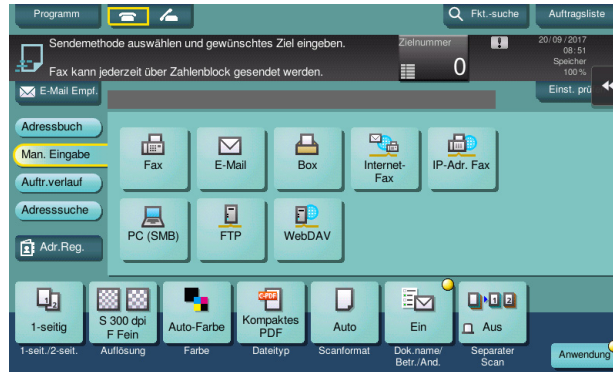 Programm
Fkt.-suche
Auftragsliste
Sendemethode auswählen und gewünschtes Ziel eingeben.
Fax kann jederzeit über Zahlenblock gesendet werden.
Zielnummer
0
20/09/2017
08:51
Speicher
100 %
E-Mail Empf.
Einst. prü
Adressbuch
Man. Eingabe
Auftr.verlauf
Adresssuche
Adr.Reg.
Fax
E-Mail
Box
Internet-
Fax
IP-Adr. Fax
PC (SMB)
FTP
WebDAV
1-seitig
S 300 dpi
F Fein
Auto-Farbe
cPDF
Kompaktes
PDF
Auto
Ein
Aus
1-seit./2-seit.
Auflösung
Farbe
Dateityp
Scanformat
Dok.name/
Betr./And.
Separater
Scan
Anwendung